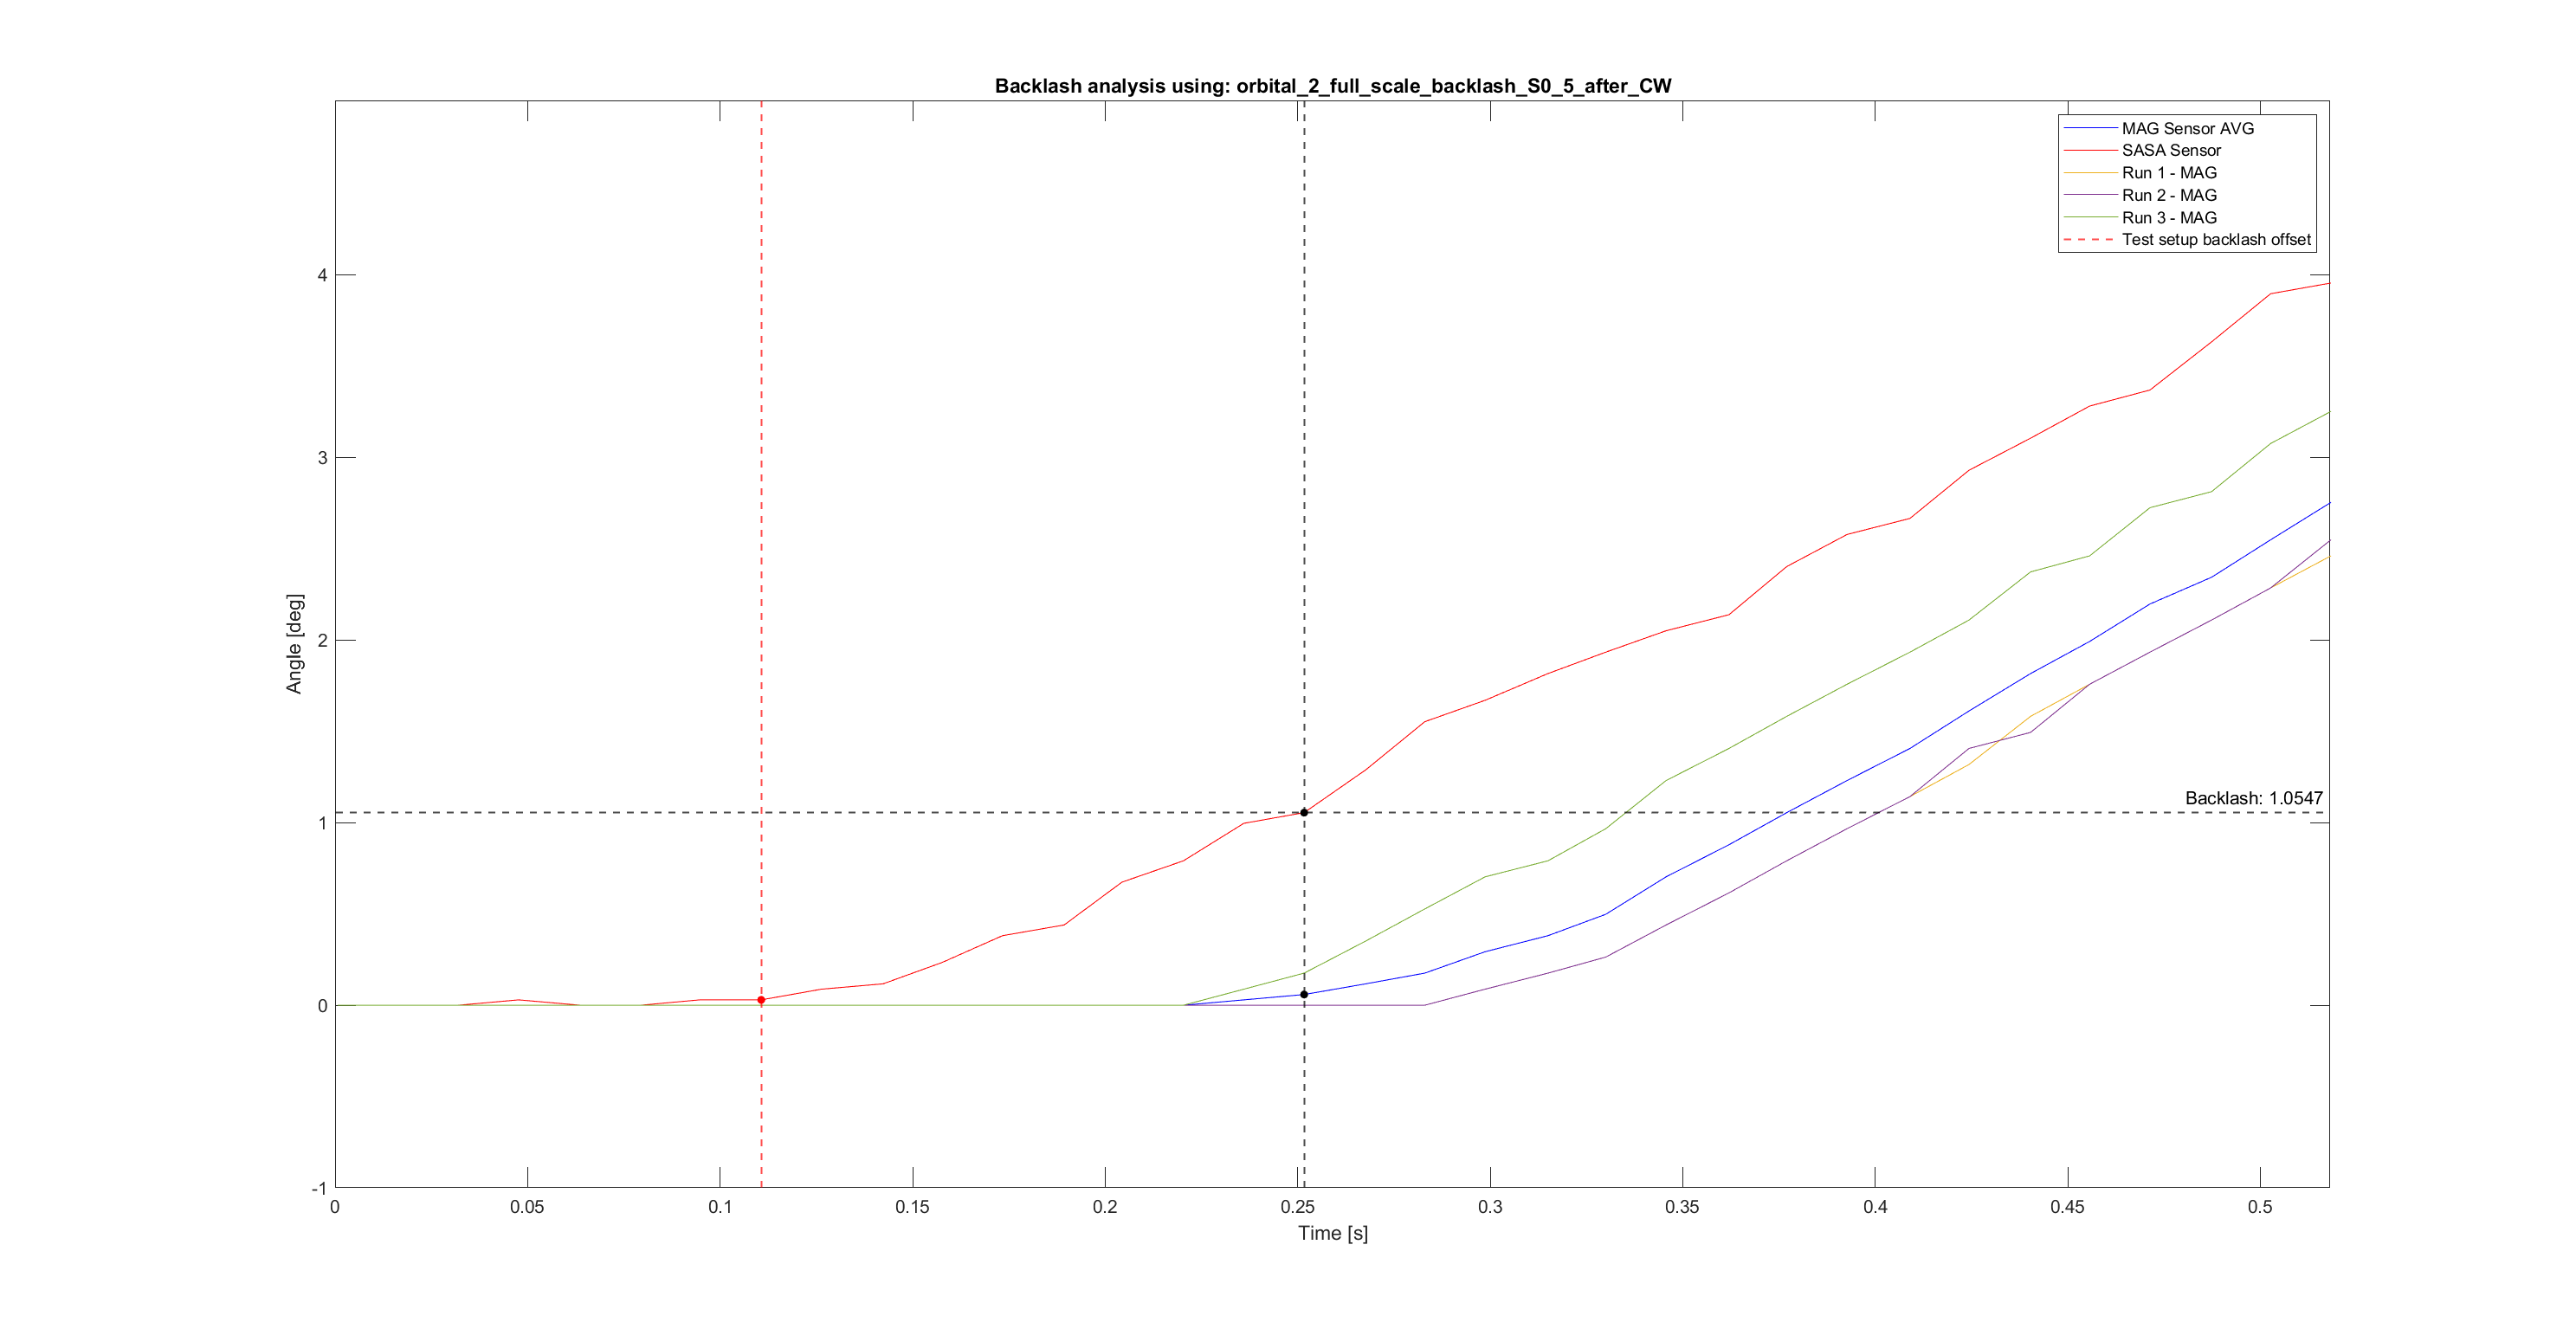 Backlash analysis using: orbital_2_full_scale_backlash_S0_5_after_CW
MAG Sensor AVG
SASA Sensor
Run 1 - MAG
Run 2 - MAG
Run 3 - MAG
Test setup backlash offset
4
3
2
1
0
-1
Angle [deg]
Backlash: 1.0547
0 0.05 0.1 0.15 0.2 0.25 0.3 0.35 0.4 0.45 0.5
Time [s]